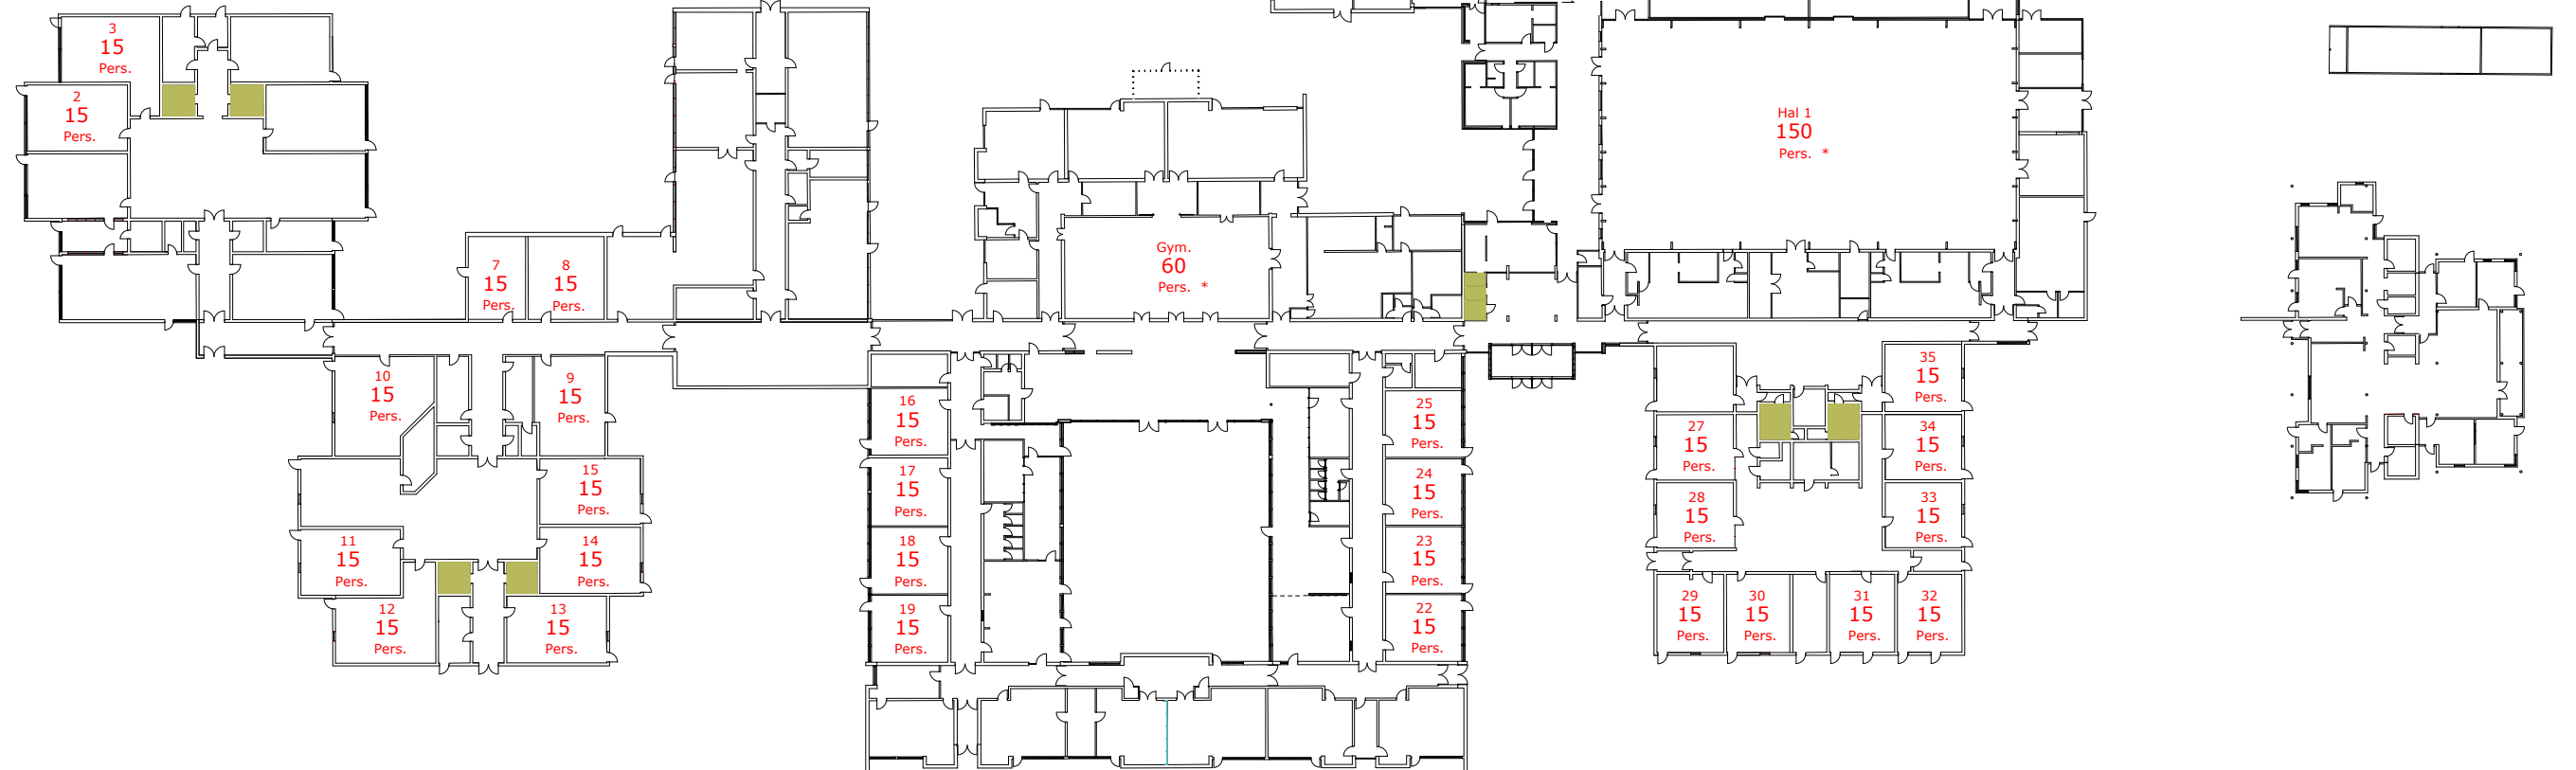 3
15
Pers.
2
15
Pers.
Hal 1
150
Pers. *
7
15
Pers.
8
15
Pers.
Gym.
60
Pers. *
10
15
Pers.
9
15
Pers.
16
15
Pers.
25
15
Pers.
35
15
Pers.
27
15
Pers.
34
15
Pers.
15
15
Pers.
17
15
Pers.
24
15
Pers.
28
15
Pers.
33
15
Pers.
11
15
Pers.
14
15
Pers.
18
15
Pers.
23
15
Pers.
12
15
Pers.
13
15
Pers.
19
15
Pers.
22
15
Pers.
29
15
Pers.
30
15
Pers.
31
15
Pers.
32
15
Pers.